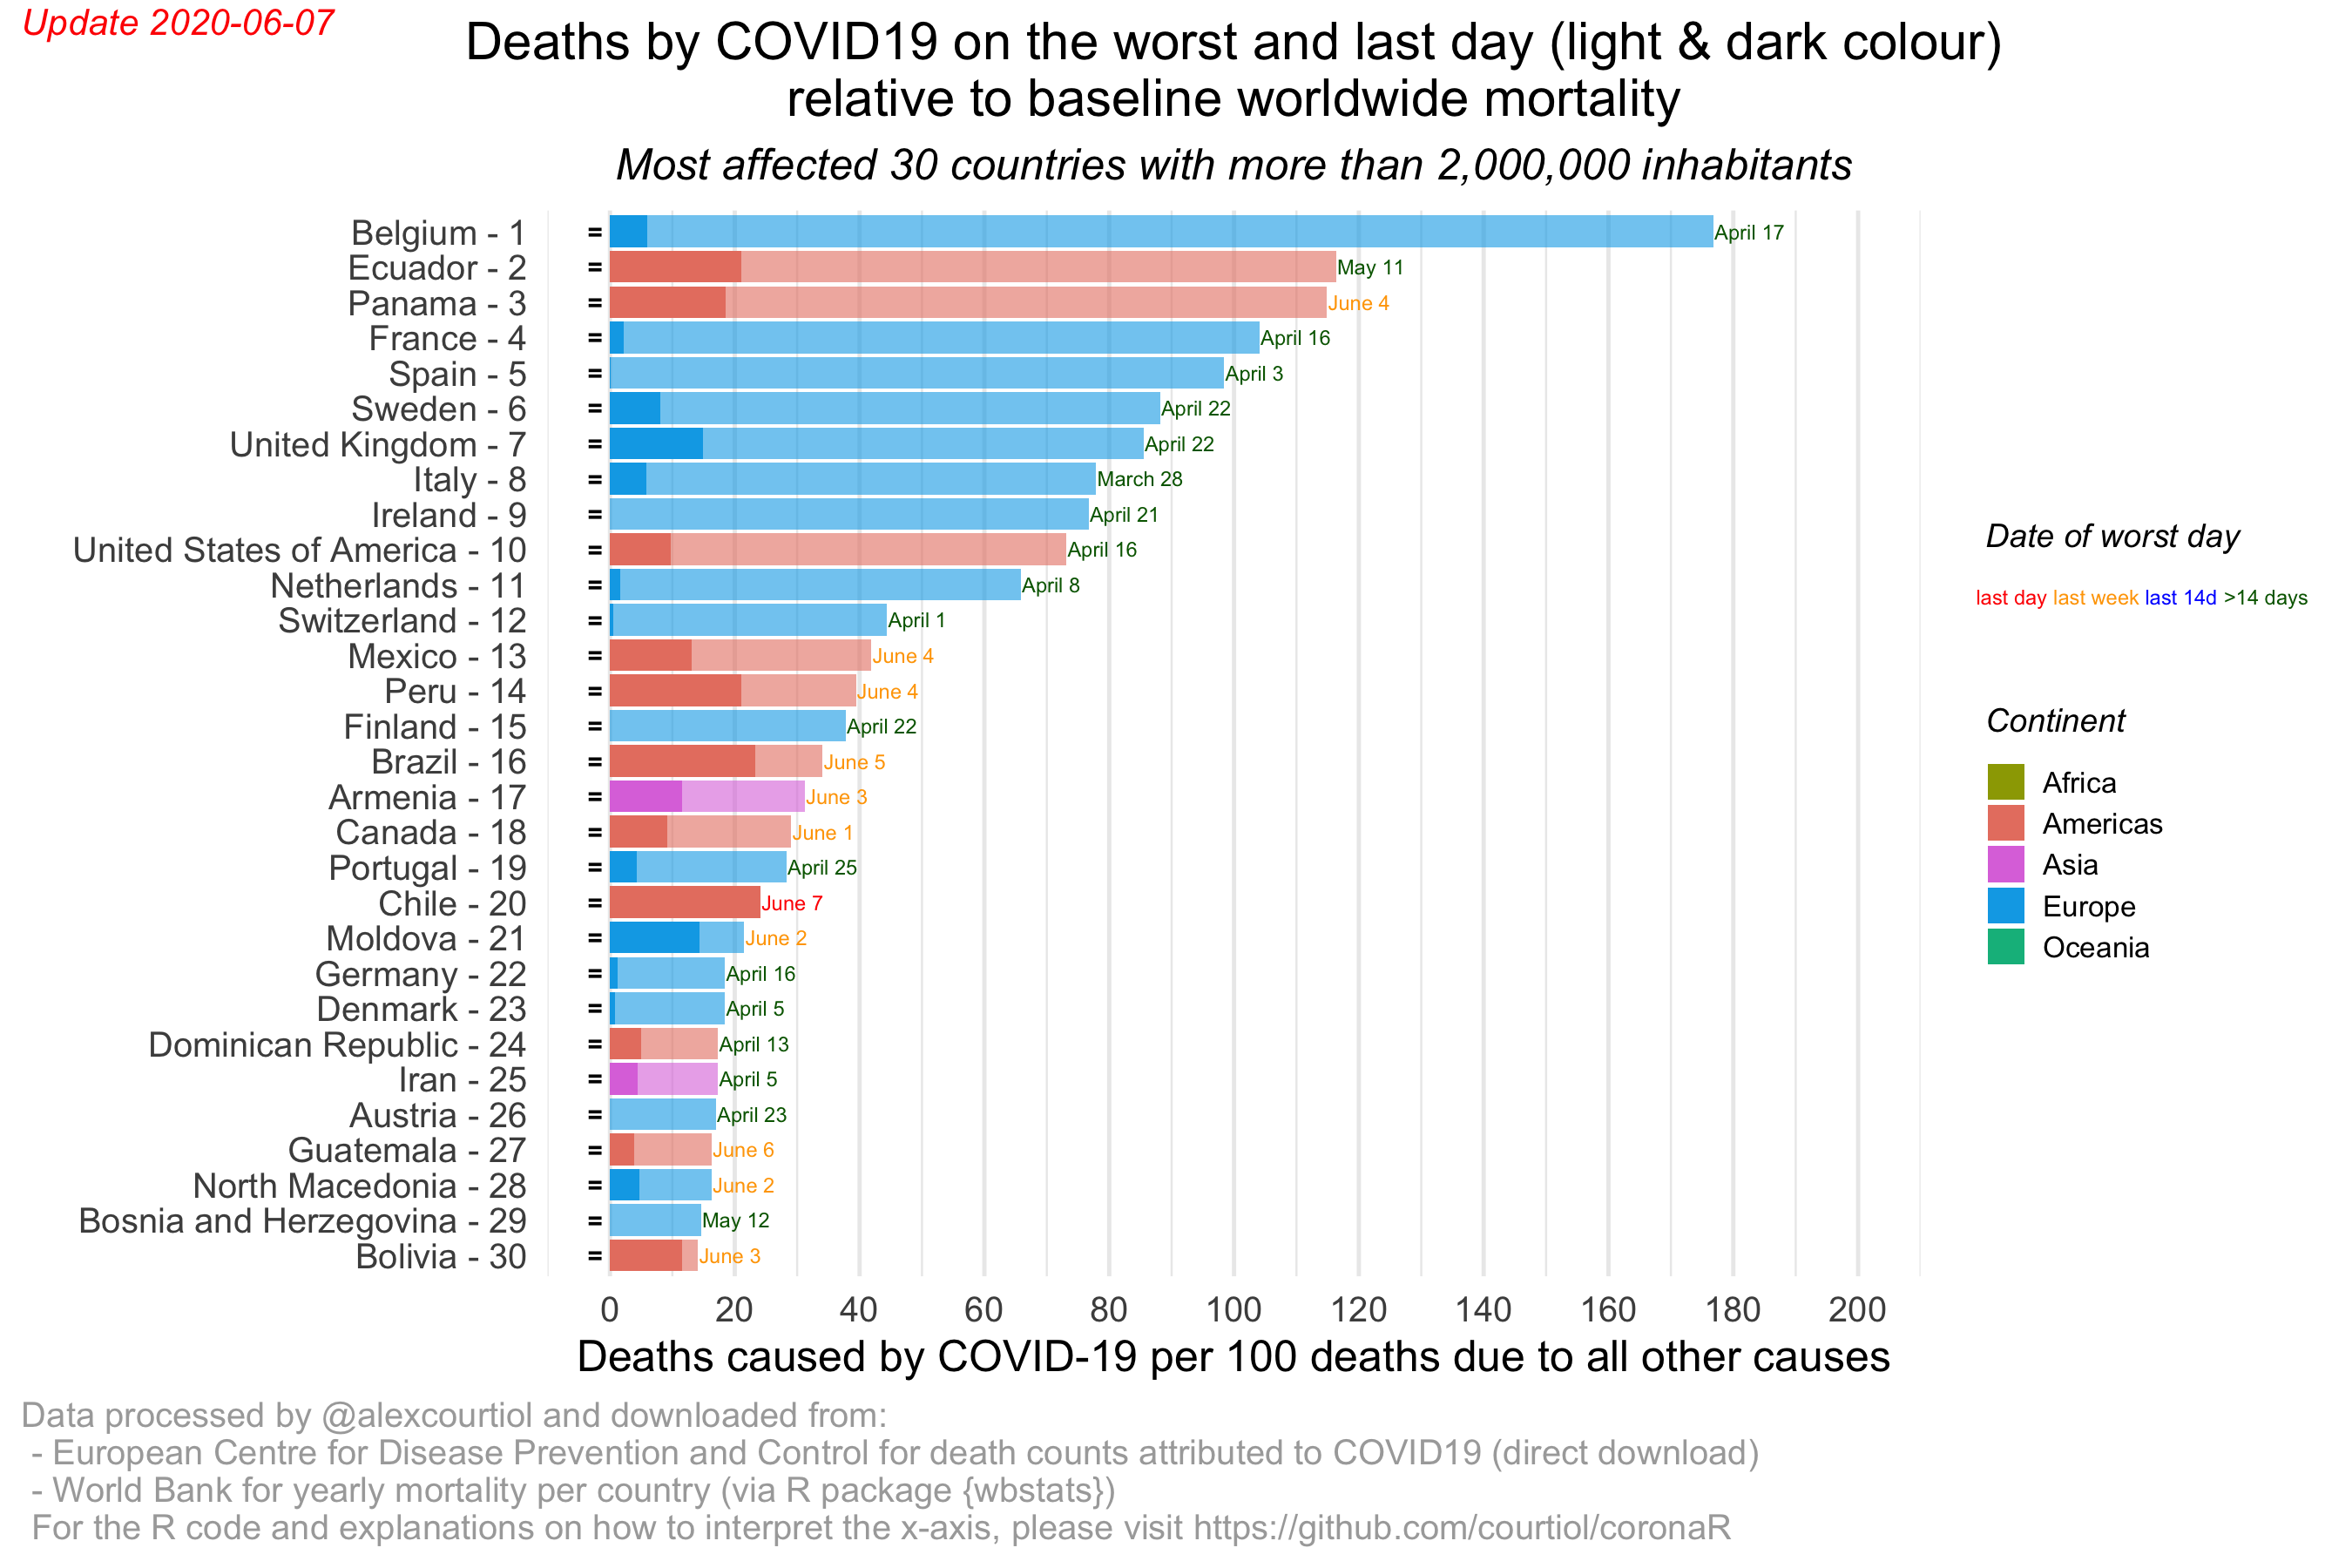 Update 2020-06-07
Deaths by COVID19 on the worst and last day (light & dark colour)
relative to baseline worldwide mortality
Most affected 30 countries with more than 2,000,000 inhabitants
Belgium - 1 = April 17
Ecuador - 2 = May 11
Panama - 3 = June 4
France - 4 = April 16
Spain - 5 = April 3
Sweden - 6 = April 22
United Kingdom - 7 = April 22
Italy - 8 = March 28
Ireland - 9 = April 21
United States of America - 10 = April 16
Netherlands - 11 = April 8
Switzerland - 12 = April 1
Mexico - 13 = June 4
Peru - 14 = June 4
Finland - 15 = April 22
Brazil - 16 = June 5
Armenia - 17 = June 3
Canada - 18 = June 1
Portugal - 19 = April 25
Chile - 20 = June 7
Moldova - 21 = June 2
Germany - 22 = April 16
Denmark - 23 = April 5
Dominican Republic - 24 = April 13
Iran - 25 = April 5
Austria - 26 = April 23
Guatemala - 27 = June 6
North Macedonia - 28 = June 2
Bosnia and Herzegovina - 29 = May 12
Bolivia - 30 = June 3
0 20 40 60 80 100 120 140 160 180 200
Deaths caused by COVID-19 per 100 deaths due to all other causes
Date of worst day
last day last week last 14d >14 days
Continent
Africa
Americas
Asia
Europe
Oceania
Data processed by @alexcourtiol and downloaded from:
- European Centre for Disease Prevention and Control for death counts attributed to COVID19 (direct download)
- World Bank for yearly mortality per country (via R package {wbstats})
For the R code and explanations on how to interpret the x-axis, please visit https://github.com/courtiol/coronaR